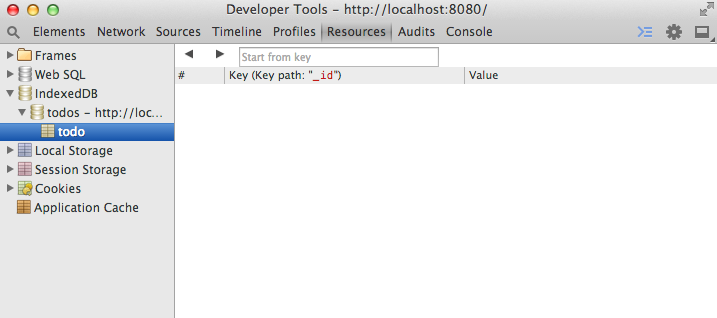 Developer Tools - http://localhost:8080/
Elements Network Sources Timeline Profiles Resources Audits Console
Frames
Web SQL
IndexedDB
todos - http://loc...
todo
Local Storage
Session Storage
Cookies
Application Cache
Start from key
# Key (Key path: "_id") Value